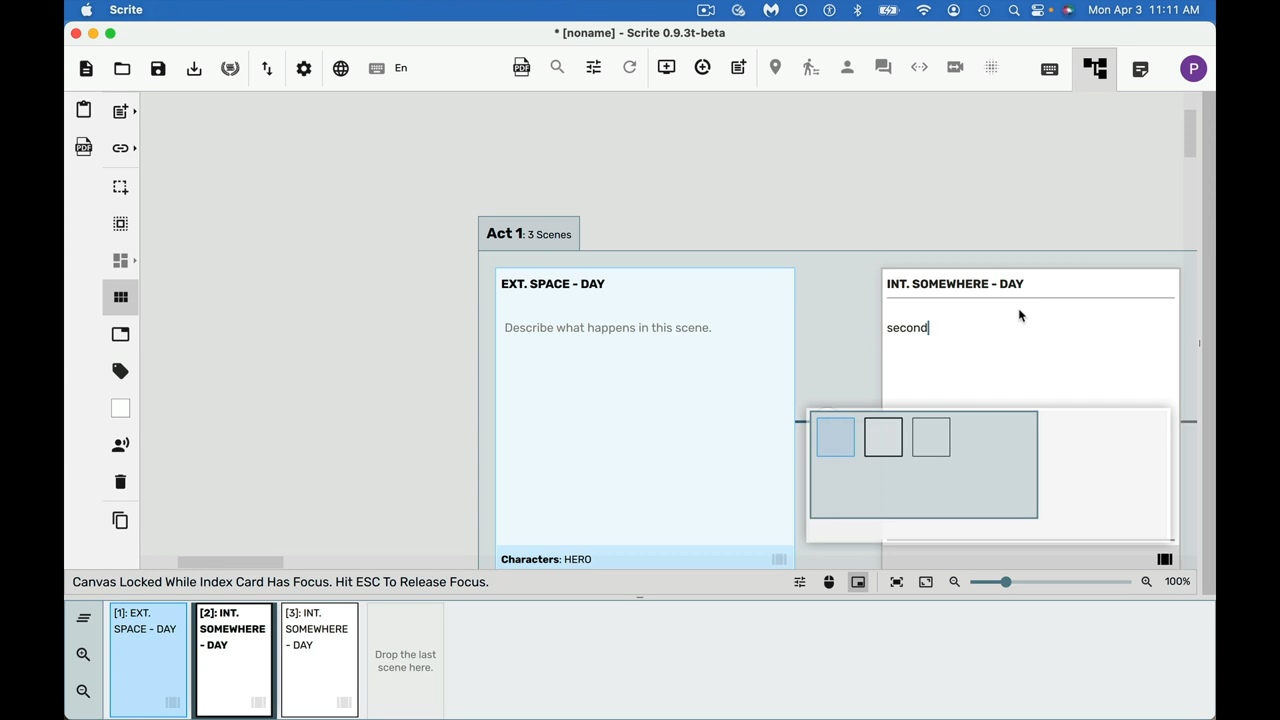 Scrite
Mon Apr 3 11:11 AM
* [noname] - Scrite 0.9.3t-beta
PDF
En
P
PDF
Act 1: 3 Scenes
EXT. SPACE - DAY
INT. SOMEWHERE - DAY
Describe what happens in this scene.
second
Characters: HERO
Canvas Locked While Index Card Has Focus. Hit ESC To Release Focus.
100%
[1]: EXT.
SPACE - DAY
[2]: INT.
SOMEWHERE
- DAY
[3]: INT.
SOMEWHERE
- DAY
Drop the last
scene here.